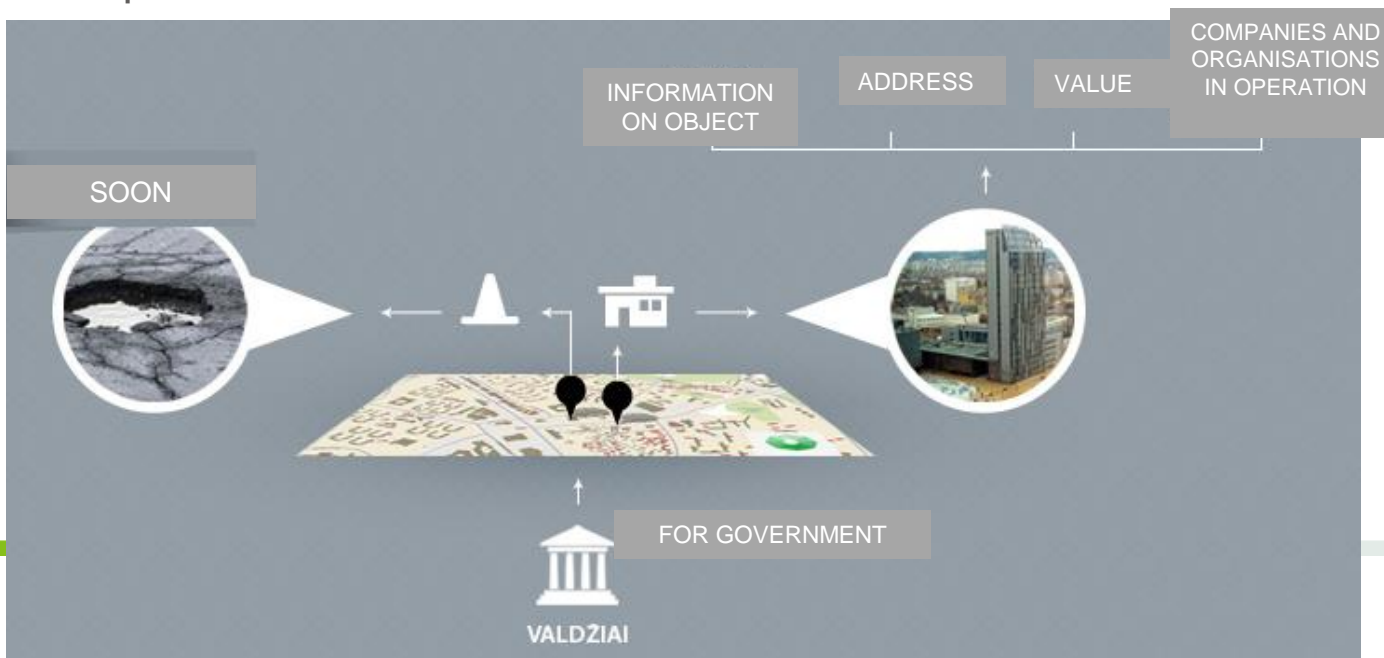 COMPANIES AND
ORGANISATIONS
IN OPERATION
INFORMATION
ON OBJECT
ADDRESS
VALUE
SOON
FOR GOVERNMENT
VALDŽIAI